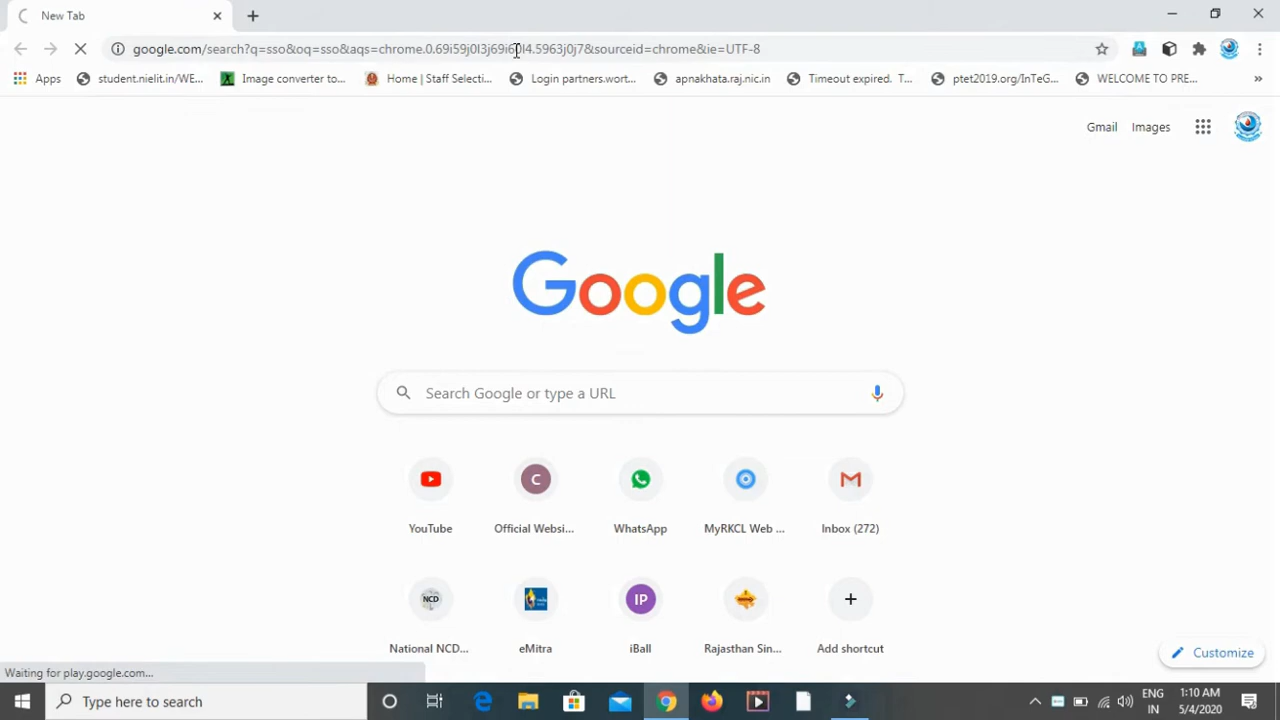 New Tab
google.com/search?q=sso&oq=sso&aqs=chrome.0.69i59j0l3j69i60l4.5963j0j7&sourceid=chrome&ie=UTF-8
Apps student.nielit.in/WE... Image converter to... Home | Staff Selecti... Login partners.wort... apnakhata.raj.nic.in Timeout expired. T... ptet2019.org/InTeG... WELCOME TO PRE... »
Gmail Images
Google
Search Google or type a URL
YouTube Official Websi... WhatsApp MyRKCL Web ... Inbox (272)
C
NCD IP
National NCD... eMitra iBall Rajasthan Sin... Add shortcut
Customize
Waiting for play.google.com...
Type here to search
ENG
IN
1:10 AM
5/4/2020